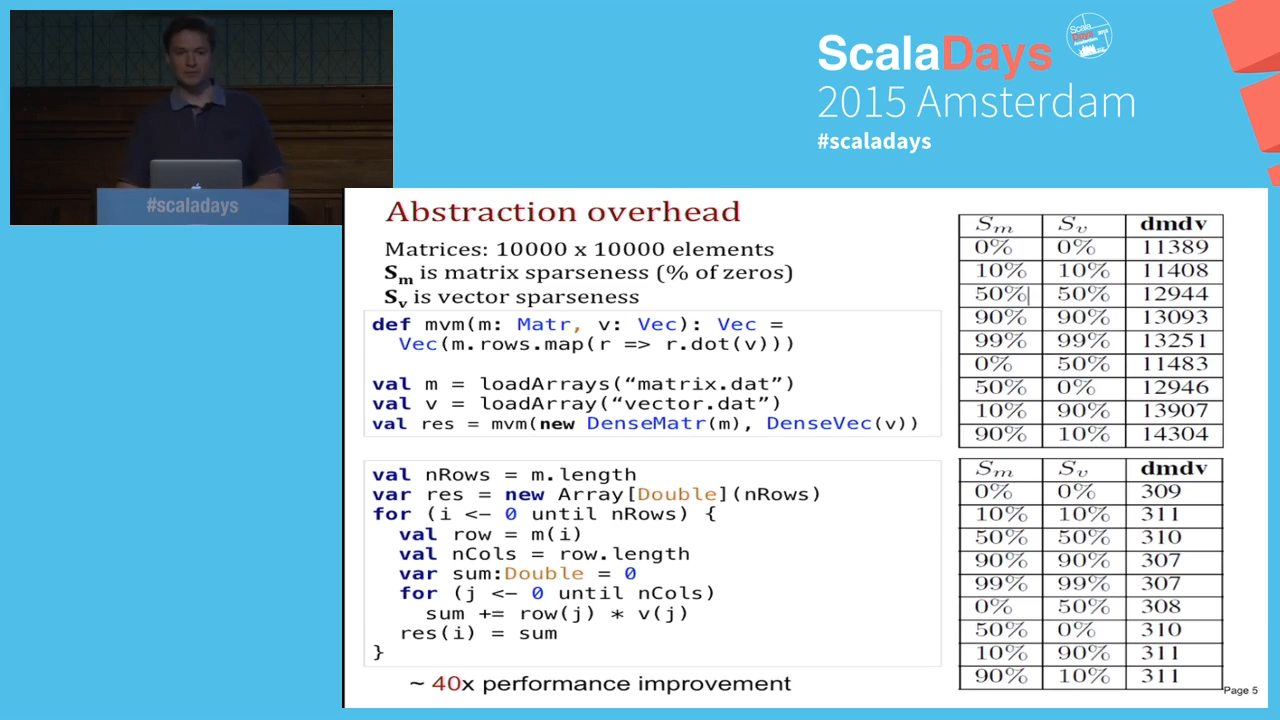 ScalaDays
2015 Amsterdam
#scaladays
#scaladays
Abstraction overhead
Matrices: 10000 x 10000 elements
Sm is matrix sparseness (% of zeros)
Sv is vector sparseness
def mvm(m: Matr, v: Vec): Vec =
Vec(m.rows.map(r => r.dot(v)))
val m = loadArrays(“matrix.dat”)
val v = loadArray(“vector.dat”)
val res = mvm(new DenseMatr(m), DenseVec(v))
val nRows = m.length
var res = new Array[Double](nRows)
for (i <- 0 until nRows) {
val row = m(i)
val nCols = row.length
var sum:Double = 0
for (j <- 0 until nCols)
sum += row(j) * v(j)
res(i) = sum
}
~ 40x performance improvement
Sm Sv dmdv
0% 0% 11389
10% 10% 11408
50% 50% 12944
90% 90% 13093
99% 99% 13251
0% 50% 11483
50% 0% 12946
10% 90% 13907
90% 10% 14304
Sm Sv dmdv
0% 0% 309
10% 10% 311
50% 50% 310
90% 90% 307
99% 99% 307
0% 50% 308
50% 0% 310
10% 90% 311
90% 10% 311
Page 5